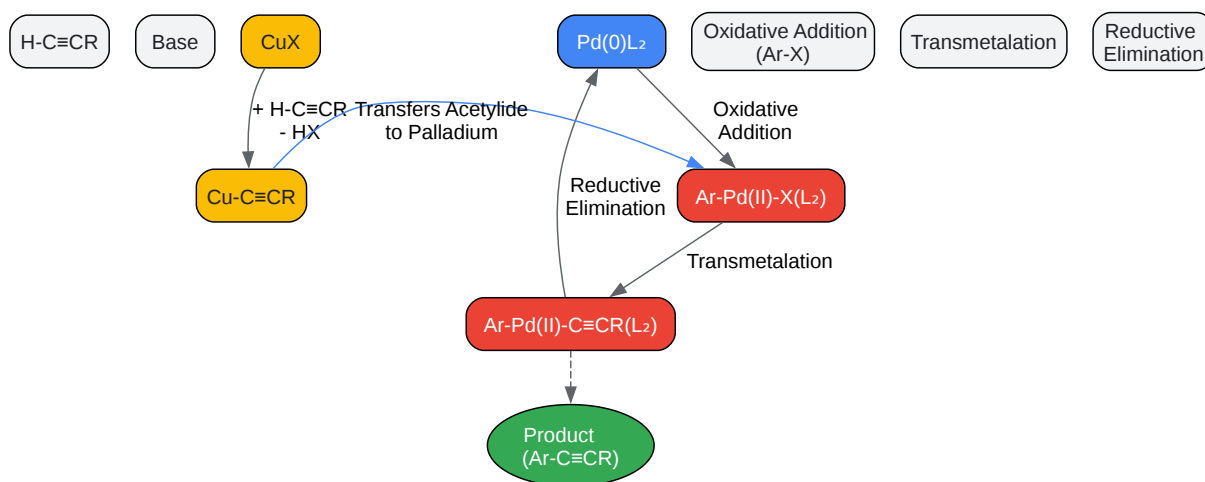 H-C≡CR
Base
CuX
Pd(0)L₂
Oxidative Addition
(Ar-X)
Transmetalation
Reductive
Elimination
+ H-C≡CR
- HX
Transfers Acetylide
to Palladium
Oxidative
Addition
Cu-C≡CR
Reductive
Elimination
Ar-Pd(II)-X(L₂)
Transmetalation
Ar-Pd(II)-C≡CR(L₂)
Product
(Ar-C≡CR)